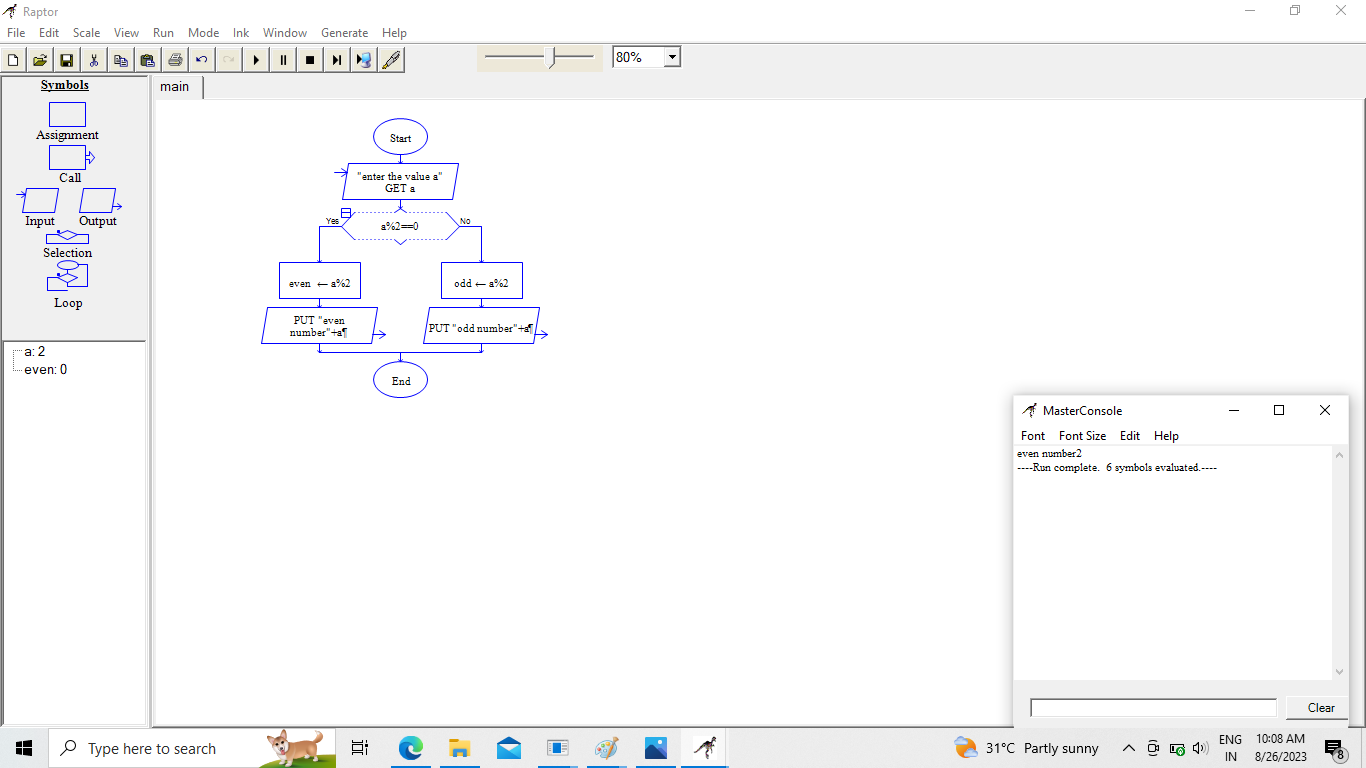 Raptor
File Edit Scale View Run Mode Ink Window Generate Help
80%
Symbols
Assignment
Call
Input Output
Selection
Loop
a: 2
even: 0
main
Start
"enter the value a"
GET a
Yes
No
a%2==0
even ← a%2
odd ← a%2
PUT "even
number"+a¶
PUT "odd number"+a¶
End
MasterConsole
Font Font Size Edit Help
even number2
----Run complete. 6 symbols evaluated.----
Clear
Type here to search
31°C Partly sunny
ENG
IN
10:08 AM
8/26/2023
8